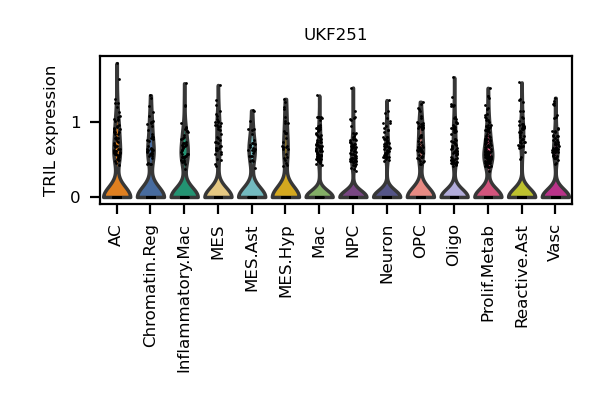 UKF251
TRIL expression
1
0
AC
Chromatin.Reg
Inflammatory.Mac
MES
MES.Ast
MES.Hyp
Mac
NPC
Neuron
OPC
Oligo
Prolif.Metab
Reactive.Ast
Vasc